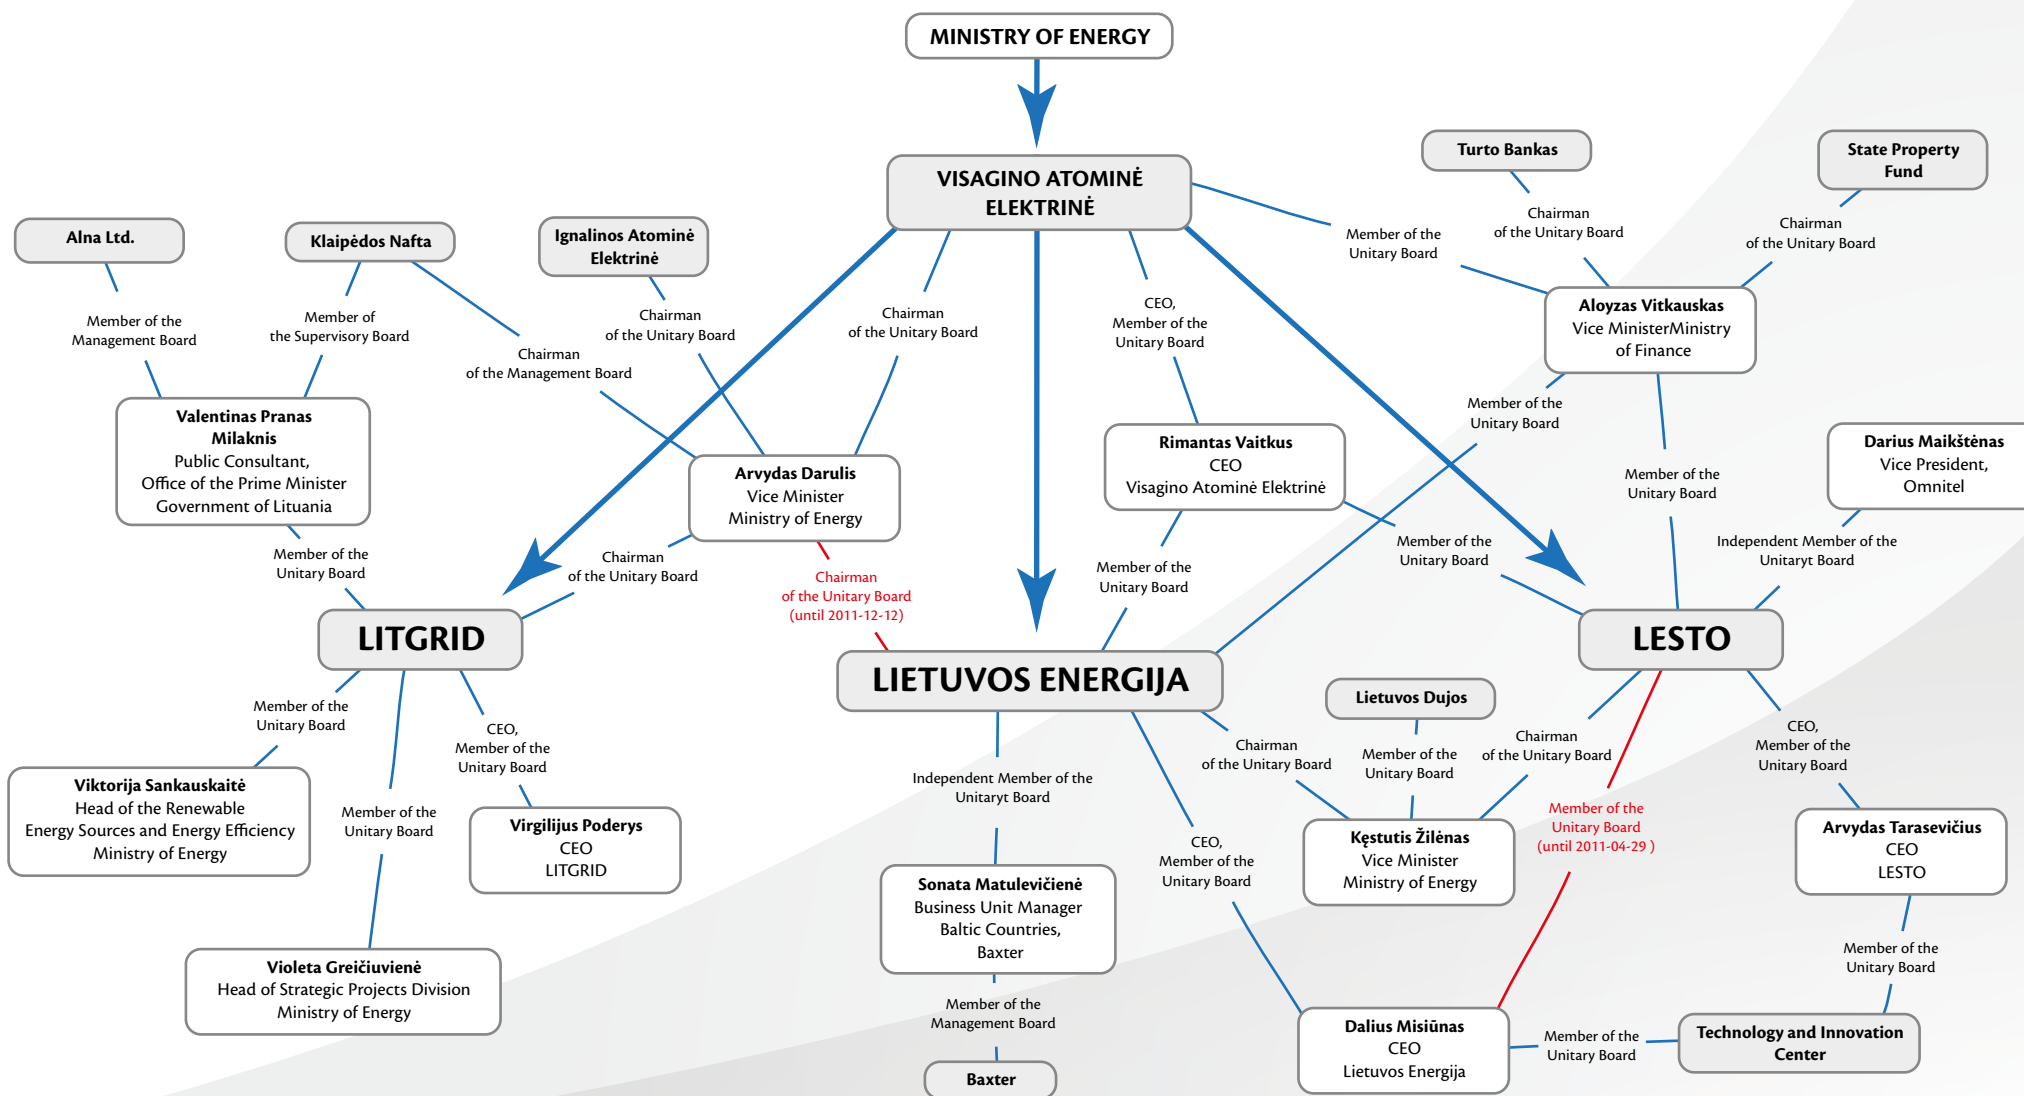 MINISTRY OF ENERGY
VISAGINO ATOMINĖ
ELEKTRINĖ
Turto Bankas
State Property
Fund
Alna Ltd.
Klaipėdos Nafta
Ignalinos Atominė
Elektrinė
Member of the
Unitary Board
Chairman
of the Unitary Board
Chairman
of the Unitary Board
Member of the
Management Board
Member of
the Supervisory Board
Chairman
of the Management Board
Chairman
of the Unitary Board
Chairman
of the Unitary Board
CEO,
Member of the
Unitary Board
Aloyzas Vitkauskas
Vice MinisterMinistry
of Finance
Valentinas Pranas
Milaknis
Public Consultant,
Office of the Prime Minister
Government of Lituania
Arvydas Darulis
Vice Minister
Ministry of Energy
Rimantas Vaitkus
CEO
Visagino Atominė Elektrinė
Member of the
Unitary Board
Member of the
Unitary Board
Darius Maikštėnas
Vice President,
Omnitel
Member of the
Unitary Board
Chairman
of the Unitary Board
Chairman
of the Unitary Board
(until 2011-12-12)
Member of the
Unitary Board
Member of the
Unitary Board
Independent Member of the
Unitaryt Board
LITGRID
LIETUVOS ENERGIJA
LESTO
Member of the
Unitary Board
Member of the
Unitary Board
CEO,
Member of the
Unitary Board
Independent Member of the
Unitaryt Board
CEO,
Member of the
Unitary Board
Chairman
of the Unitary Board
Lietuvos Dujos
Member of the
Unitary Board
Chairman
of the Unitary Board
Member of the
Unitary Board
(until 2011-04-29 )
CEO,
Member of the
Unitary Board
Viktorija Sankauskaitė
Head of the Renewable
Energy Sources and Energy Efficiency
Ministry of Energy
Virgilijus Poderys
CEO
LITGRID
Kęstutis Žilėnas
Vice Minister
Ministry of Energy
Arvydas Tarasevičius
CEO
LESTO
Sonata Matulevičienė
Business Unit Manager
Baltic Countries,
Baxter
Violeta Greičiuvienė
Head of Strategic Projects Division
Ministry of Energy
Member of the
Management Board
Baxter
Dalius Misiūnas
CEO
Lietuvos Energija
Member of the
Unitary Board
Member of the
Unitary Board
Technology and Innovation
Center